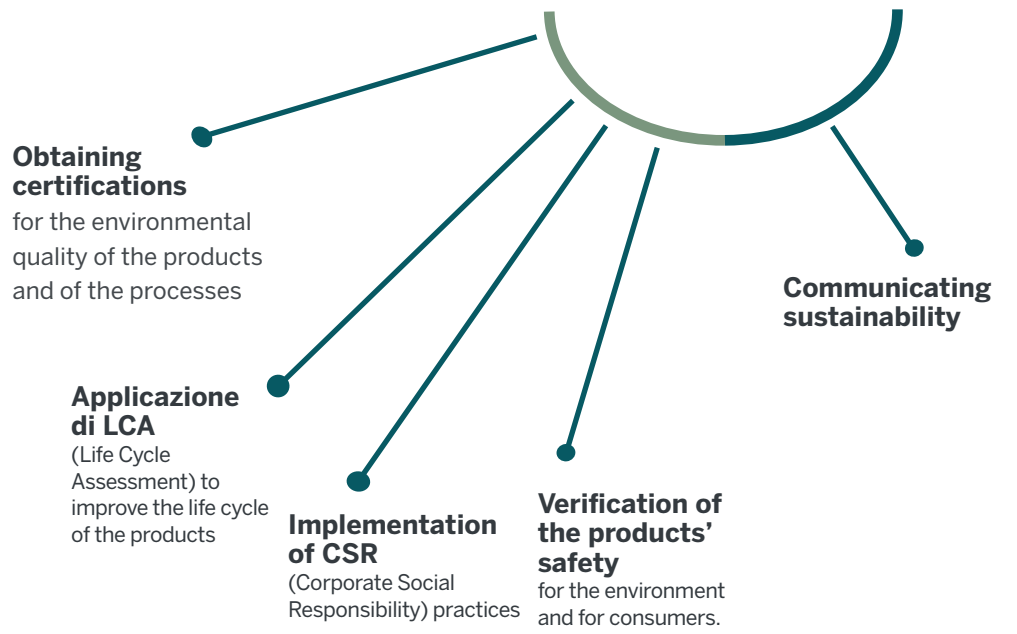 Obtaining
certifications
for the environmental
quality of the products
and of the processes
Applicazione
di LCA
(Life Cycle
Assessment) to
improve the life cycle
of the products
Implementation
of CSR
(Corporate Social
Responsibility) practices
Verification of
the products’
safety
for the environment
and for consumers.
Communicating
sustainability